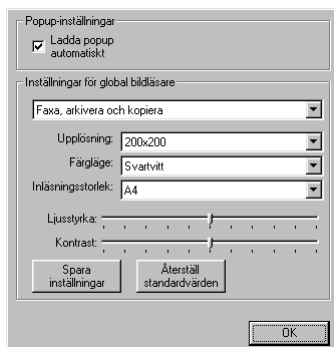 Popup-inställningar
Ladda popup
automatiskt
Inställningar för global bildläsare
Faxa, arkivera och kopiera
Upplösning: 200x200
Färgläge: Svartvitt
Inläsningsstorlek: A4
Ljusstyrka:
Kontrast:
Spara
inställningar
Återställ
standardvärden
OK